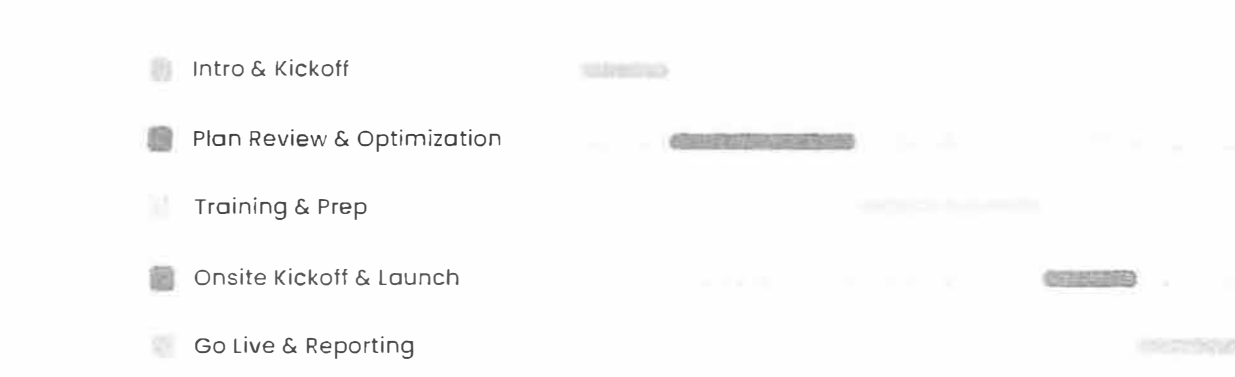 Intro & Kickoff
Plan Review & Optimization
Training & Prep
Onsite Kickoff & Launch
Go Live & Reporting